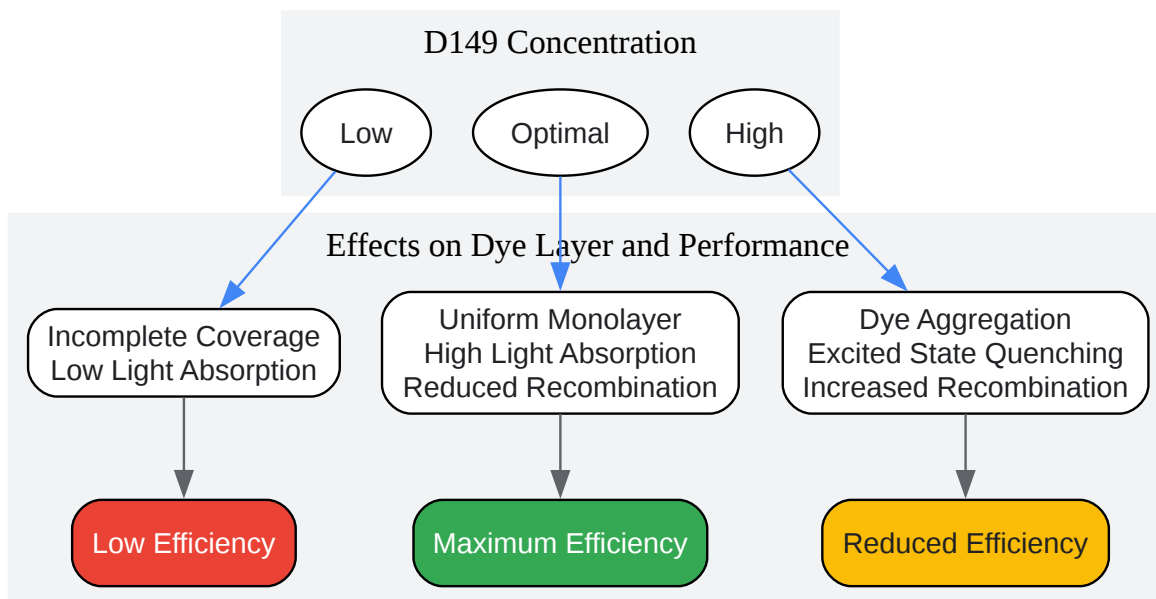 D149 Concentration
Low
Optimal
High
Effects on Dye Layer and Performance
Incomplete Coverage
Low Light Absorption
Uniform Monolayer
High Light Absorption
Reduced Recombination
Dye Aggregation
Excited State Quenching
Increased Recombination
Low Efficiency
Maximum Efficiency
Reduced Efficiency